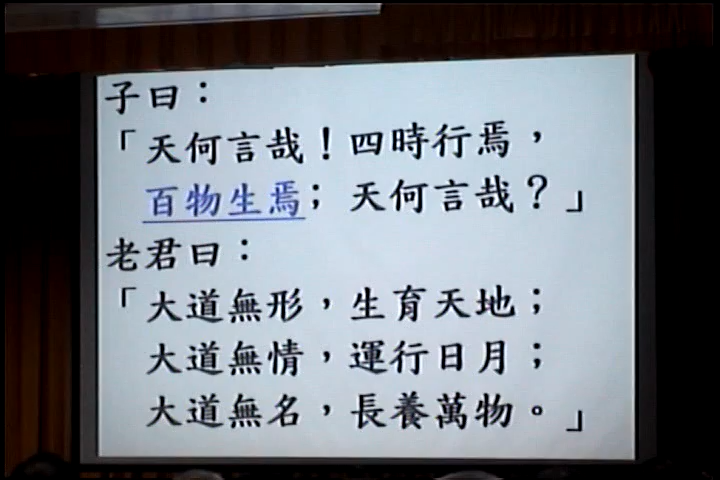 子曰：
「天何言哉！四時行焉，
百物生焉；天何言哉？」
老君曰：
「大道無形，生育天地；
大道無情，運行日月；
大道無名，長養萬物。」